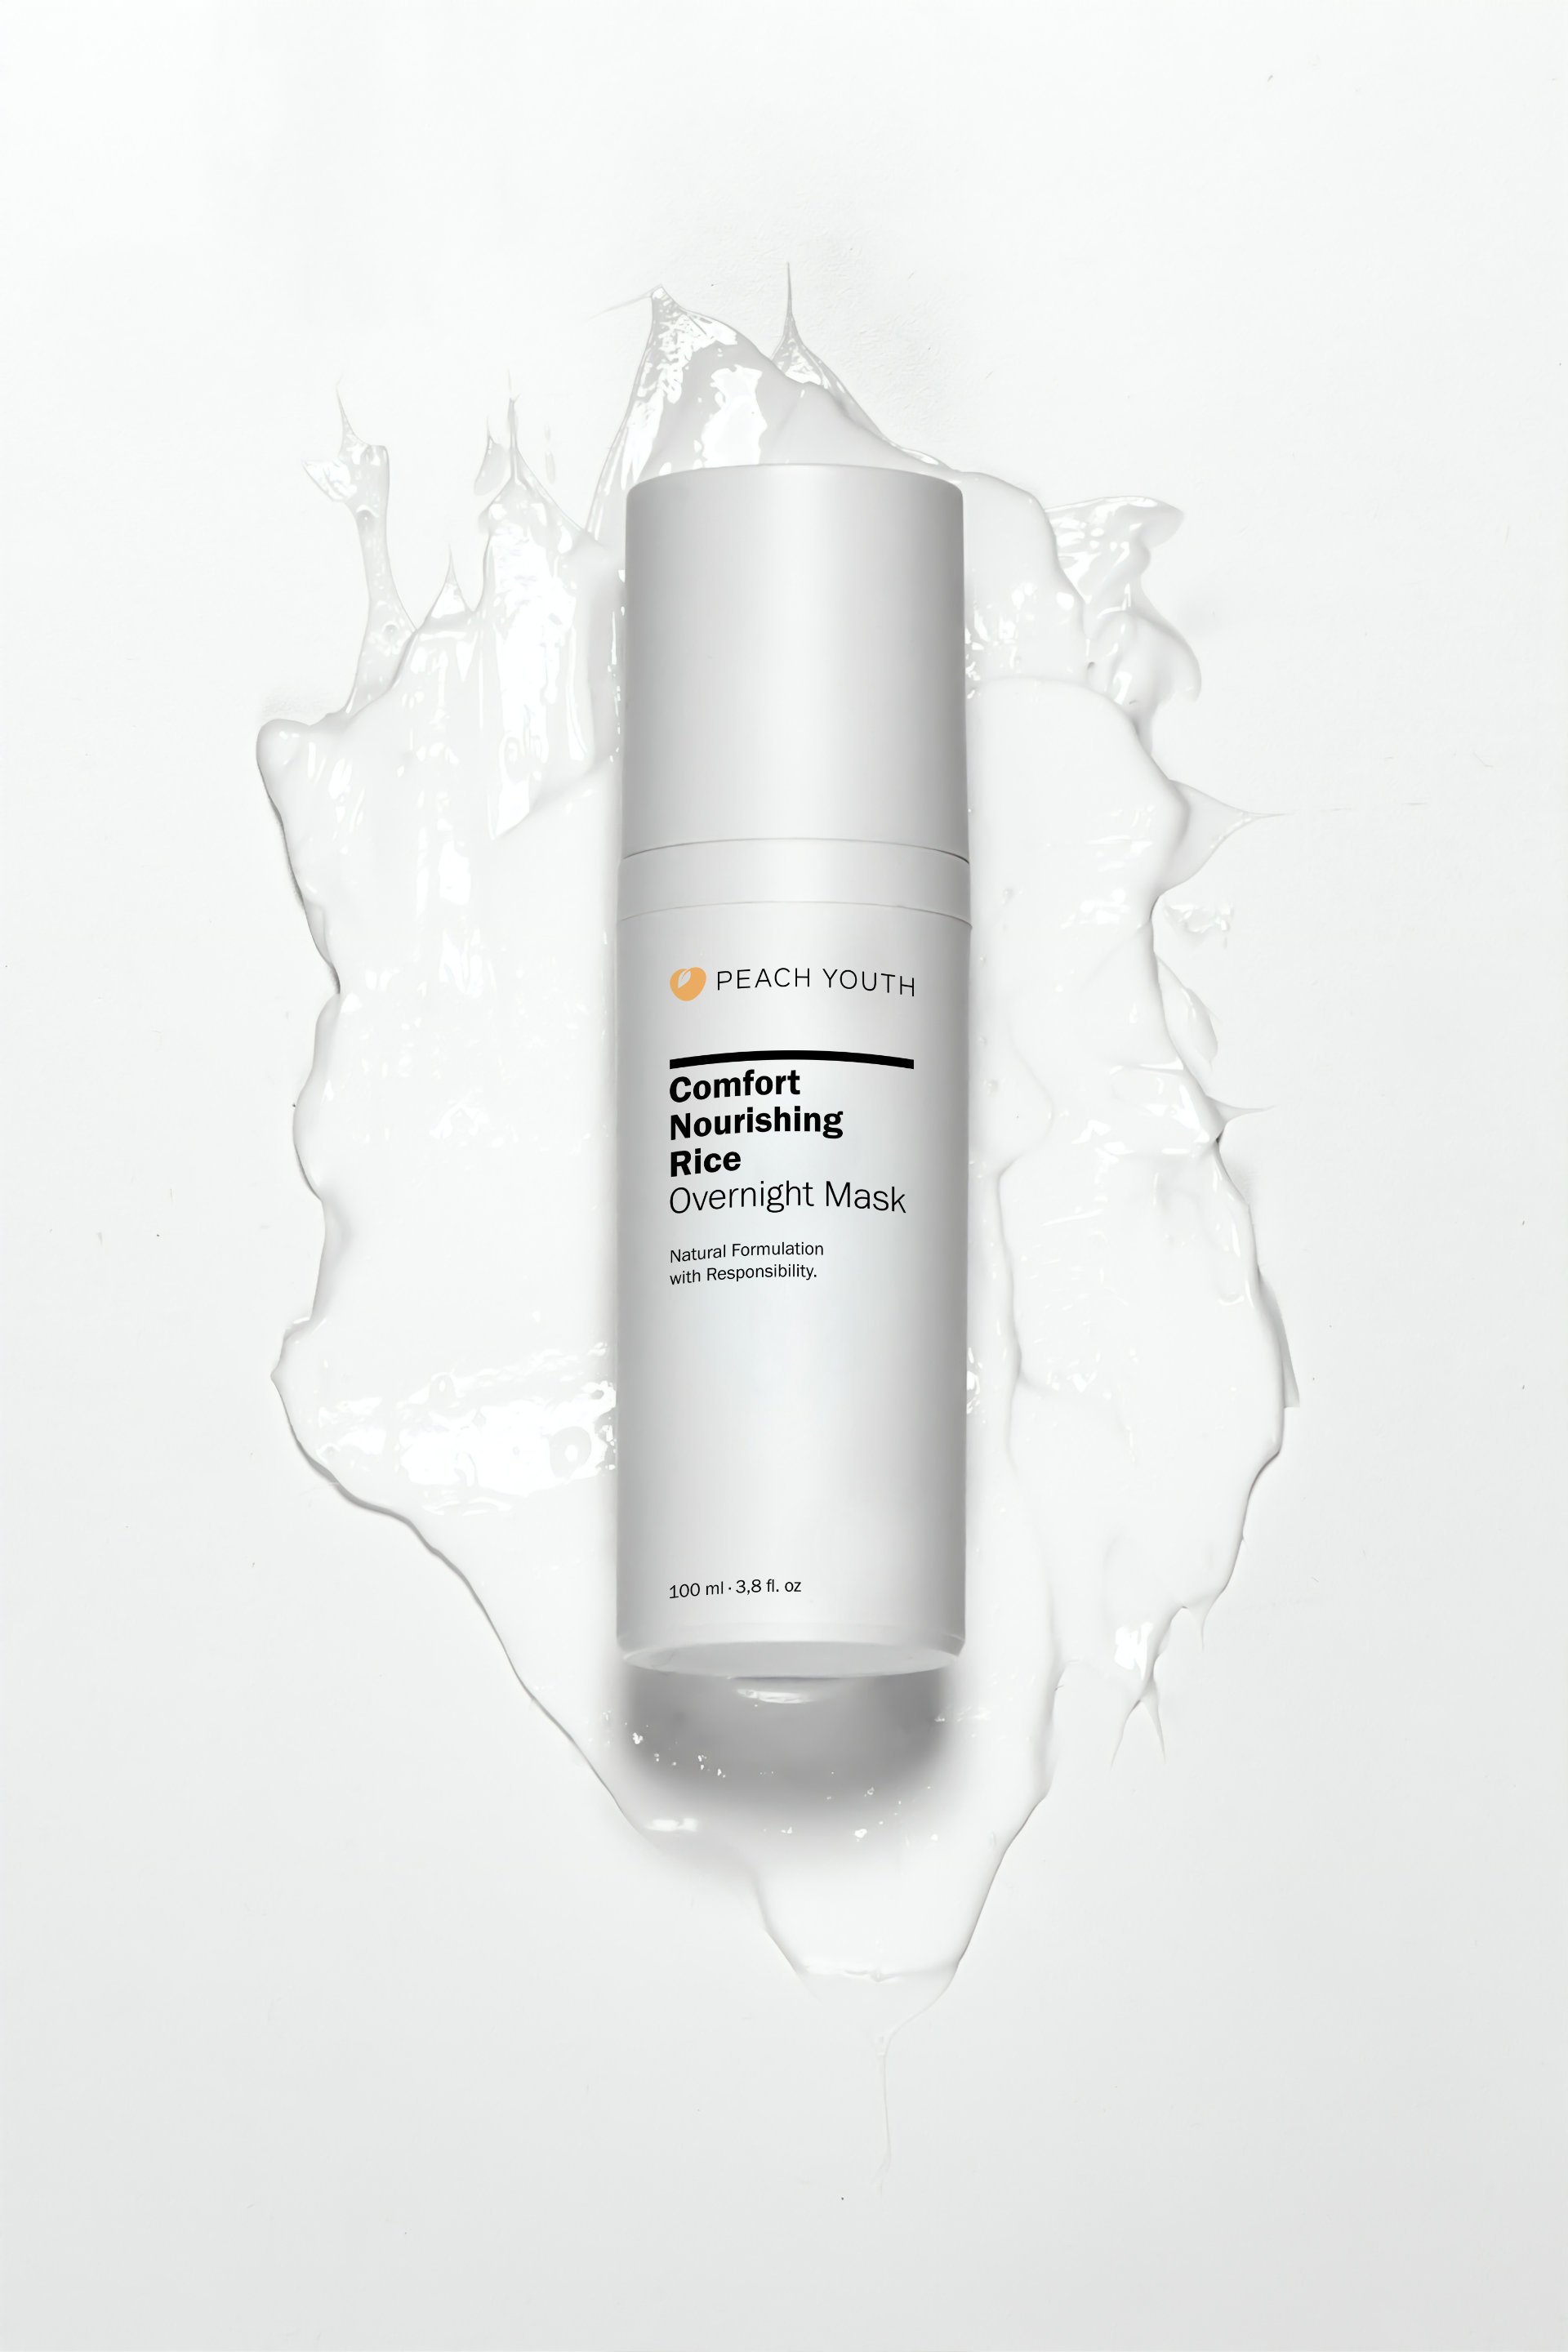 PEACH YOUTH
Comfort
Nourishing
Rice
Overnight Mask
Natural Formulation
with Responsibility.
100 ml · 3,8 fl. oz